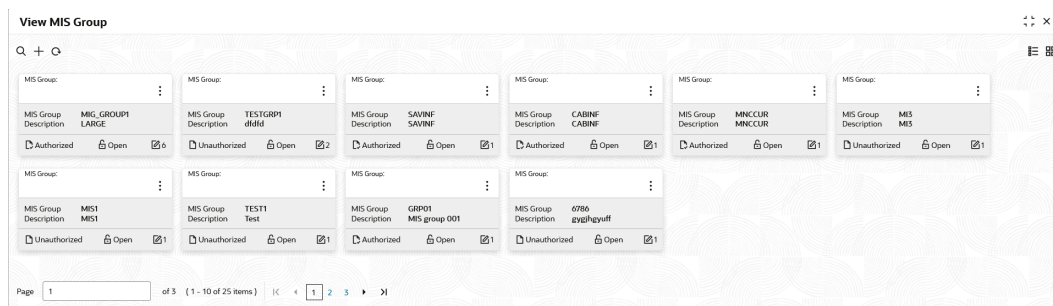 View MIS Group
MIS Group:
MIS Group MIG_GROUP1
Description LARGE
Authorized Open 6
MIS Group:
MIS Group TESTGRP1
Description dfdfd
Unauthorized Open 2
MIS Group:
MIS Group SAVINF
Description SAVINF
Authorized Open 1
MIS Group:
MIS Group CABINF
Description CABINF
Authorized Open 1
MIS Group:
MIS Group MNCCUR
Description MNCCUR
Authorized Open 1
MIS Group:
MIS Group MI3
Description MI3
Unauthorized Open 1
MIS Group:
MIS Group MIS1
Description MIS1
Unauthorized Open 1
MIS Group:
MIS Group TEST1
Description Test
Unauthorized Open 1
MIS Group:
MIS Group GRP01
Description MIS group 001
Authorized Open 1
MIS Group:
MIS Group 6786
Description gygjhgyuff
Unauthorized Open 1
Page 1 of 3 (1 - 10 of 25 items) 1 2 3